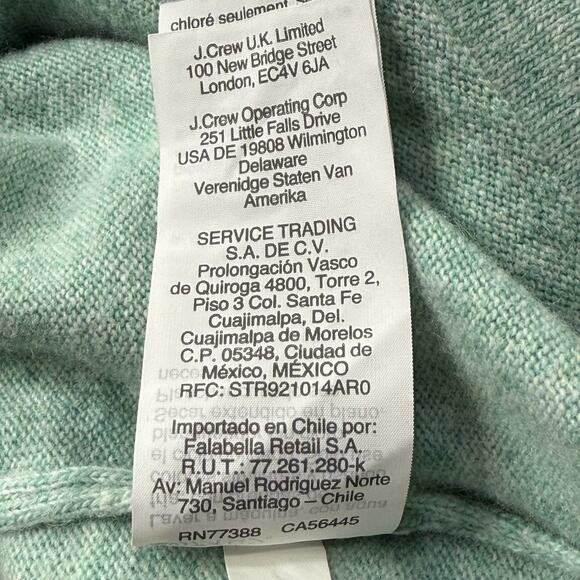 chloré seulement
J.Crew U.K. Limited
100 New Bridge Street
London, EC4V 6JA
J.Crew Operating Corp
251 Little Falls Drive
USA DE 19808 Wilmington
Delaware
Verenidge Staten Van
Amerika
SERVICE TRADING
S.A. DE C.V.
Prolongación Vasco
de Quiroga 4800, Torre 2,
Piso 3 Col. Santa Fe
Cuajimalpa, Del.
Cuajimalpa de Morelos
C.P. 05348, Ciudad de
México, MÉXICO
RFC: STR921014AR0
Importado en Chile por:
Falabella Retail S.A.
R.U.T.: 77.261.280-k
Av: Manuel Rodriguez Norte
730, Santiago – Chile
RN77388 CA56445